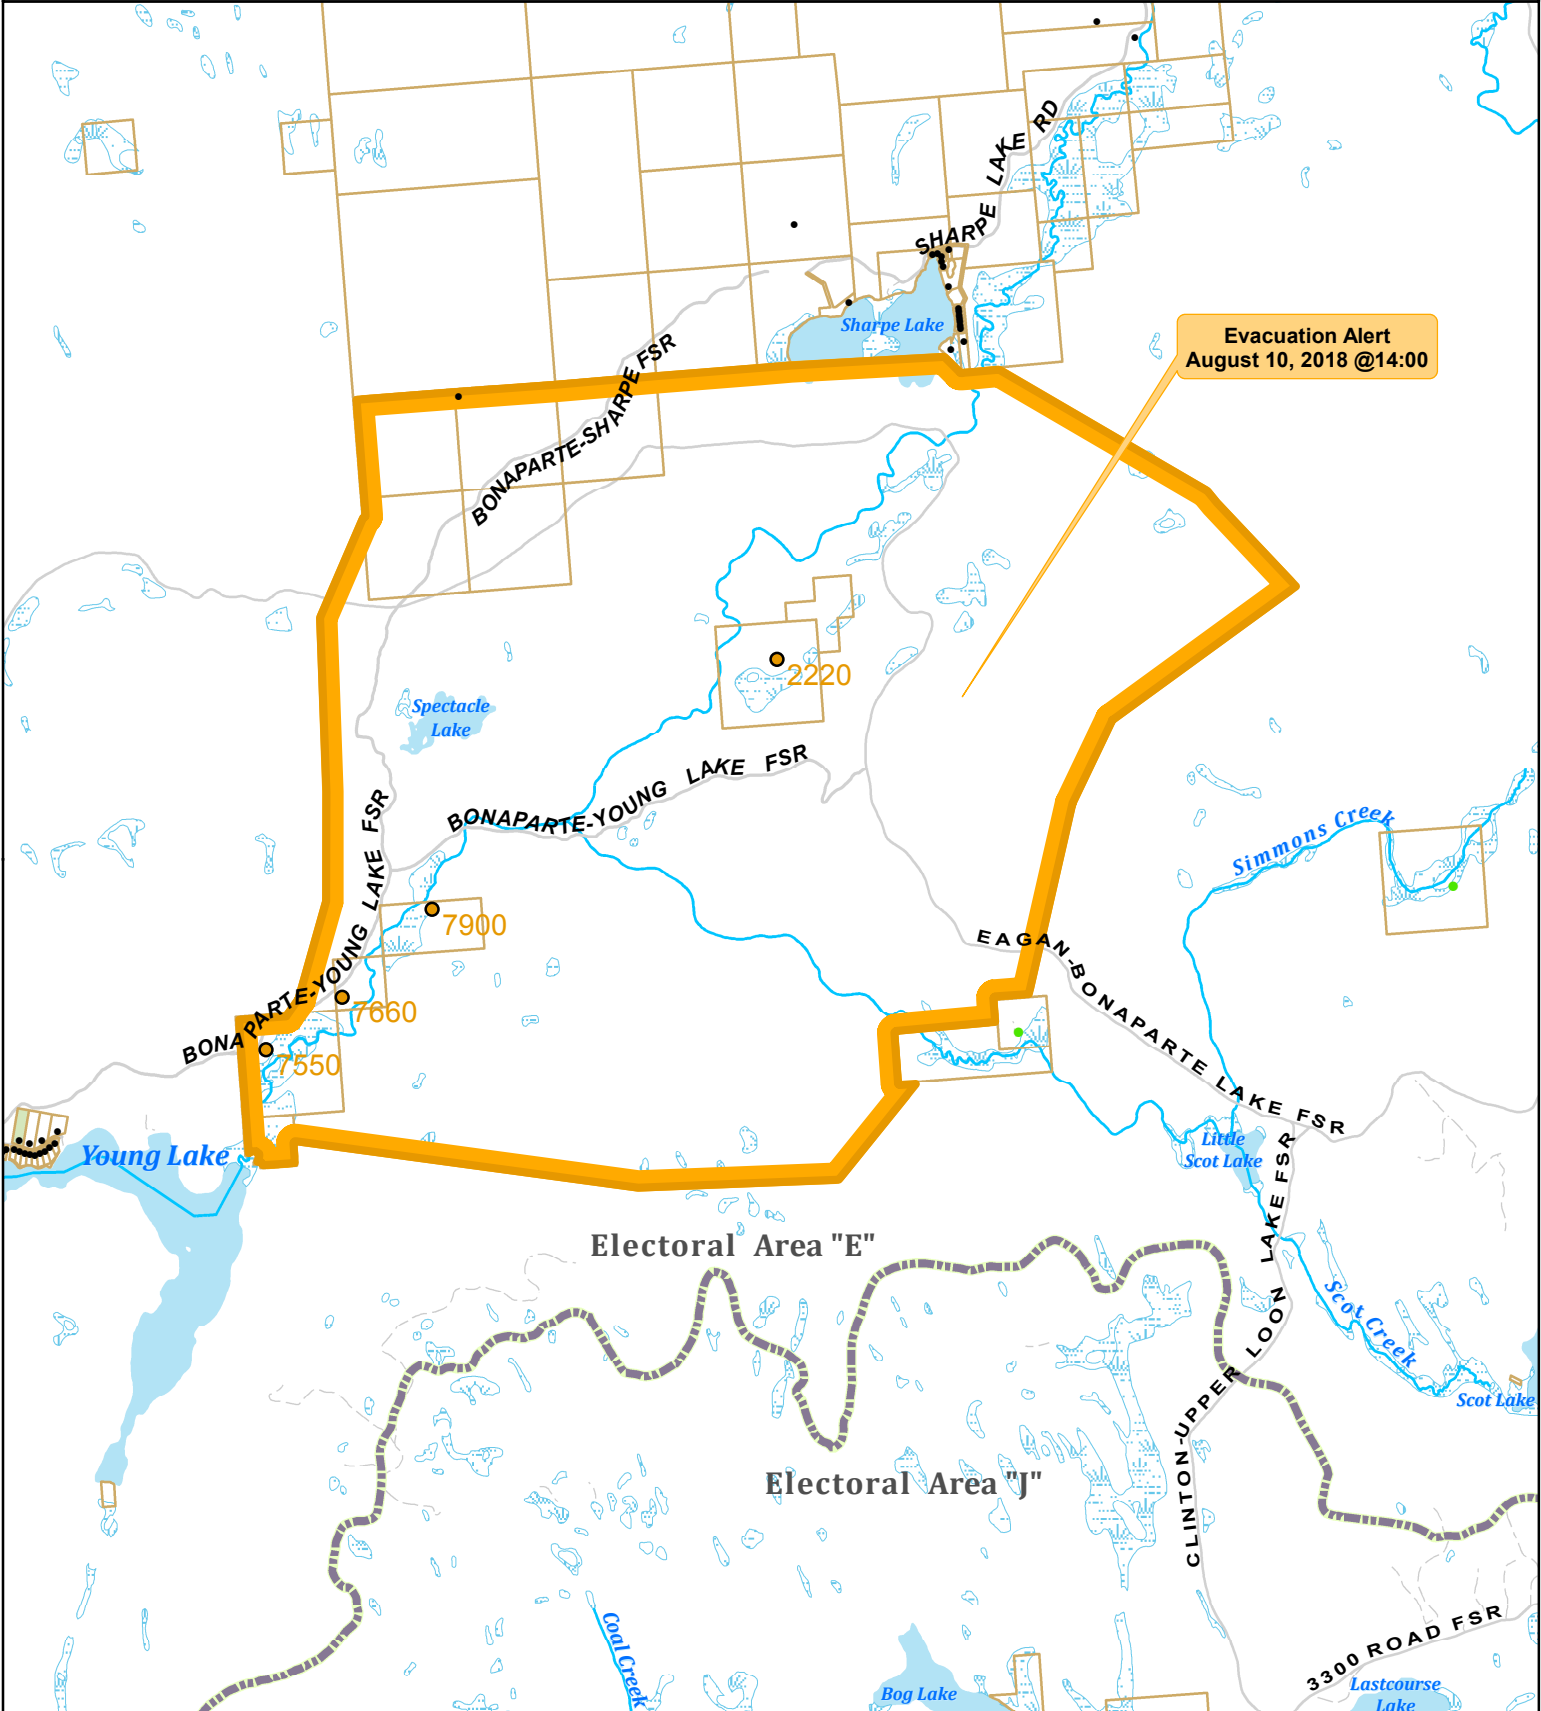 SHARPE LAKE RD
Sharpe Lake
Evacuation Alert
August 10, 2018 @14:00
BONAPARTE-SHARPE FSR
2220
Spectacle
Lake
BONAPARTE-YOUNG LAKE FSR
Simmons Creek
7900
BONAPARTE-YOUNG LAKE FSR
7660
7550
EAGAN-BONAPARTE LAKE FSR
Young Lake
Little
Scot Lake
Electoral Area "E"
CLINTON-UPPER LOON LAKE FSR
Scot Creek
Scot Lake
Electoral Area "J"
Coal Creek
3300 ROAD FSR
Bog Lake
Lastcourse
Lake